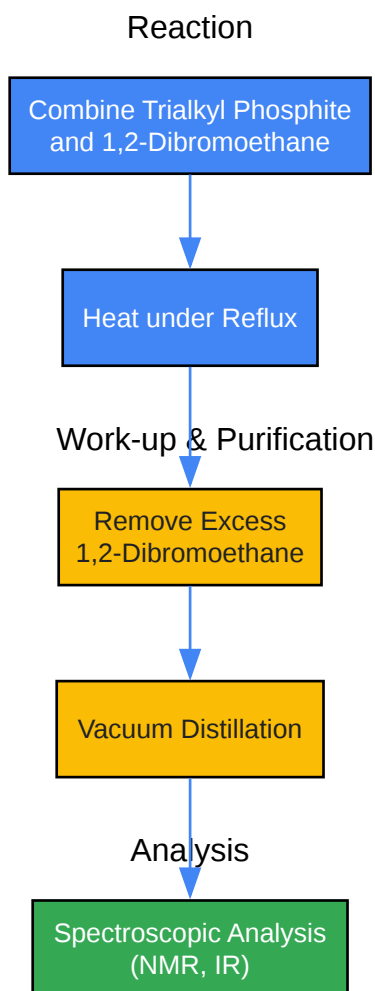 Reaction
Combine Trialkyl Phosphite
and 1,2-Dibromoethane
Heat under Reflux
Work-up & Purification
Remove Excess
1,2-Dibromoethane
Vacuum Distillation
Analysis
Spectroscopic Analysis
(NMR, IR)